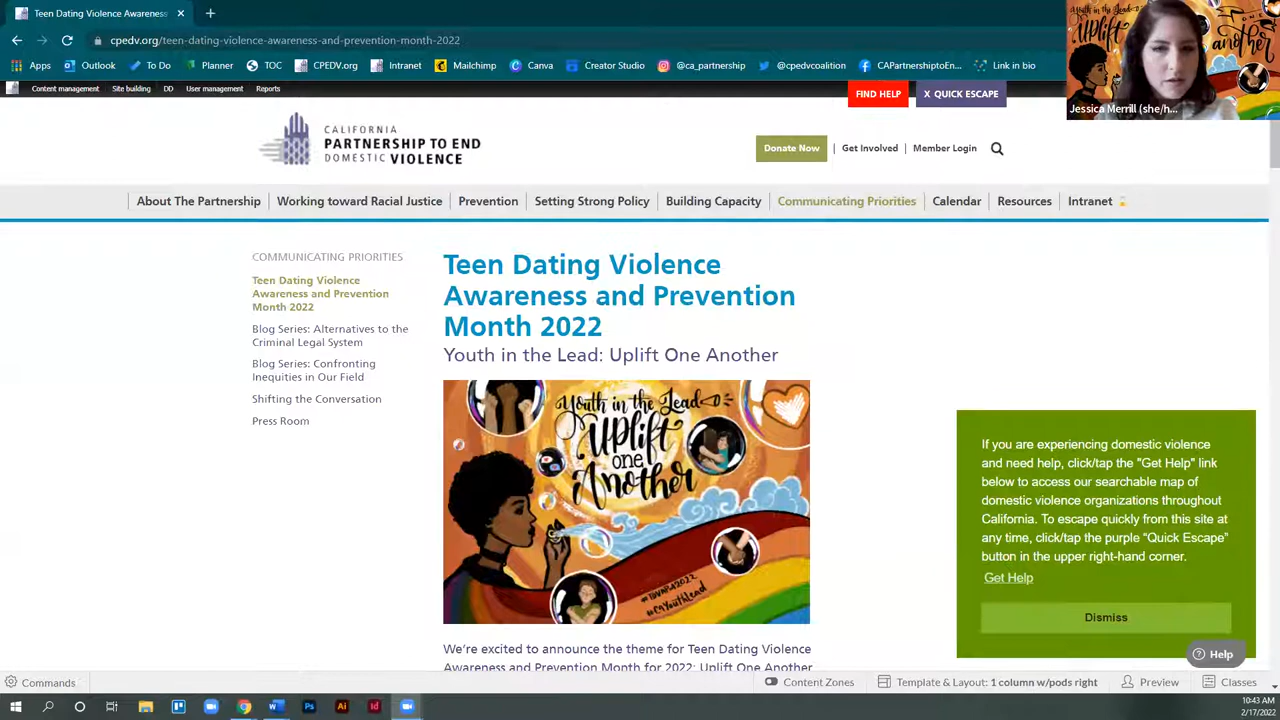 Teen Dating Violence Awareness
cpedv.org/teen-dating-violence-awareness-and-prevention-month-2022
Apps Outlook To Do Planner TOC CPEDV.org Intranet Mailchimp Canva Creator Studio @ca_partnership @cpedvcoalition CAPartnershiptoEn... Link in bio
Content management Site building DD User management Reports
FIND HELP X QUICK ESCAPE
Uplift
one
another
Jessica Merrill (she/h...
CALIFORNIA
PARTNERSHIP TO END
DOMESTIC VIOLENCE
Donate Now Get Involved Member Login
About The Partnership Working toward Racial Justice Prevention Setting Strong Policy Building Capacity Communicating Priorities Calendar Resources Intranet
COMMUNICATING PRIORITIES
Teen Dating Violence
Awareness and Prevention
Month 2022
Blog Series: Alternatives to the
Criminal Legal System
Blog Series: Confronting
Inequities in Our Field
Shifting the Conversation
Press Room
Teen Dating Violence
Awareness and Prevention
Month 2022
Youth in the Lead: Uplift One Another
Youth in the Lead
Uplift
one
Another
#TDVAM2022
#CAYouthLead
We're excited to announce the theme for Teen Dating Violence
Awareness and Prevention Month for 2022: Uplift One Another
If you are experiencing domestic violence
and need help, click/tap the "Get Help" link
below to access our searchable map of
domestic violence organizations throughout
California. To escape quickly from this site at
any time, click/tap the purple "Quick Escape"
button in the upper right-hand corner.
Get Help
Dismiss
Help
Commands Content Zones Template & Layout: 1 column w/pods right Preview Classes
10:43 AM
2/17/2022